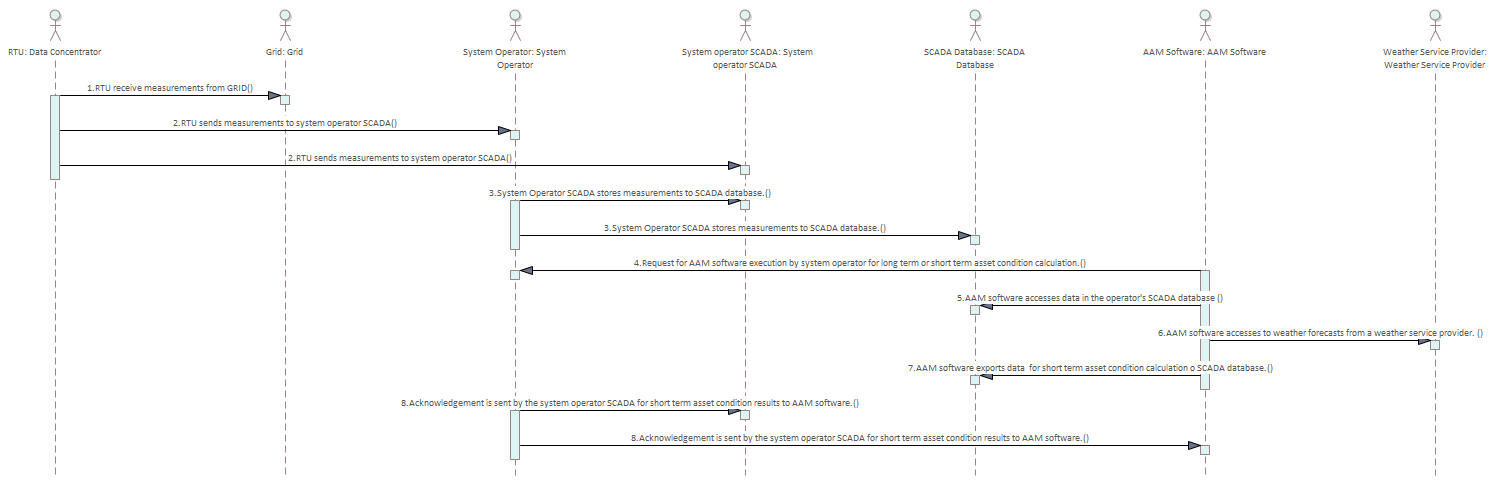 RTU: Data Concentrator
Grid: Grid
System Operator: System
Operator
System operator SCADA: System
operator SCADA
SCADA Database: SCADA
Database
AAM Software: AAM Software
Weather Service Provider:
Weather Service Provider
1.RTU receive measurements from GRID()
2.RTU sends measurements to system operator SCADA()
2.RTU sends measurements to system operator SCADA()
3.System Operator SCADA stores measurements to SCADA database.()
3.System Operator SCADA stores measurements to SCADA database.()
4.Request for AAM software execution by system operator for long term or short term asset condition calculation.()
5.AAM software accesses data in the operator's SCADA database ()
6.AAM software accesses to weather forecasts from a weather service provider. ()
7.AAM software exports data  for short term asset condition calculation o SCADA database.()
8.Acknowledgement is sent by the system operator SCADA for short term asset condition results to AAM software.()
8.Acknowledgement is sent by the system operator SCADA for short term asset condition results to AAM software.()